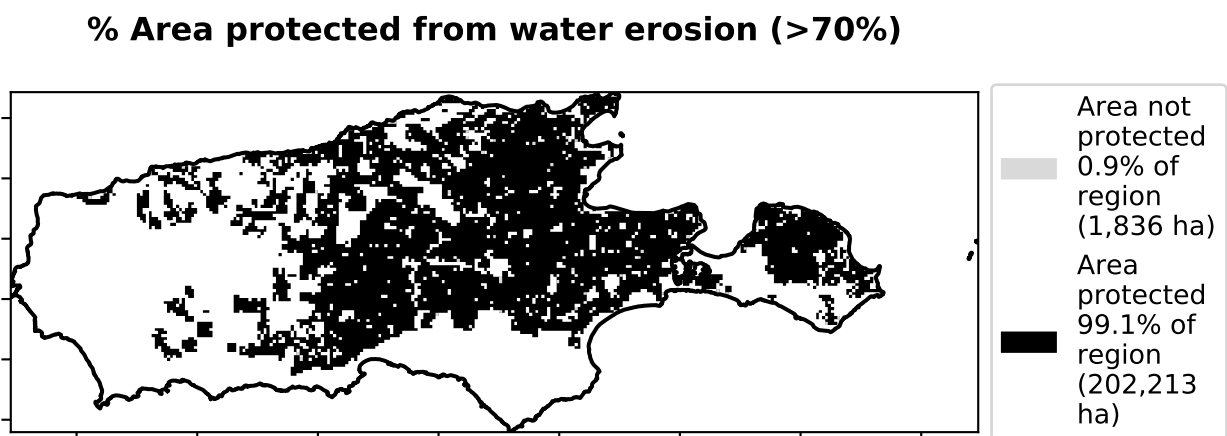 % Area protected from water erosion (>70%)
Area not
protected
0.9% of
region
(1,836 ha)
Area
protected
99.1% of
region
(202,213
ha)